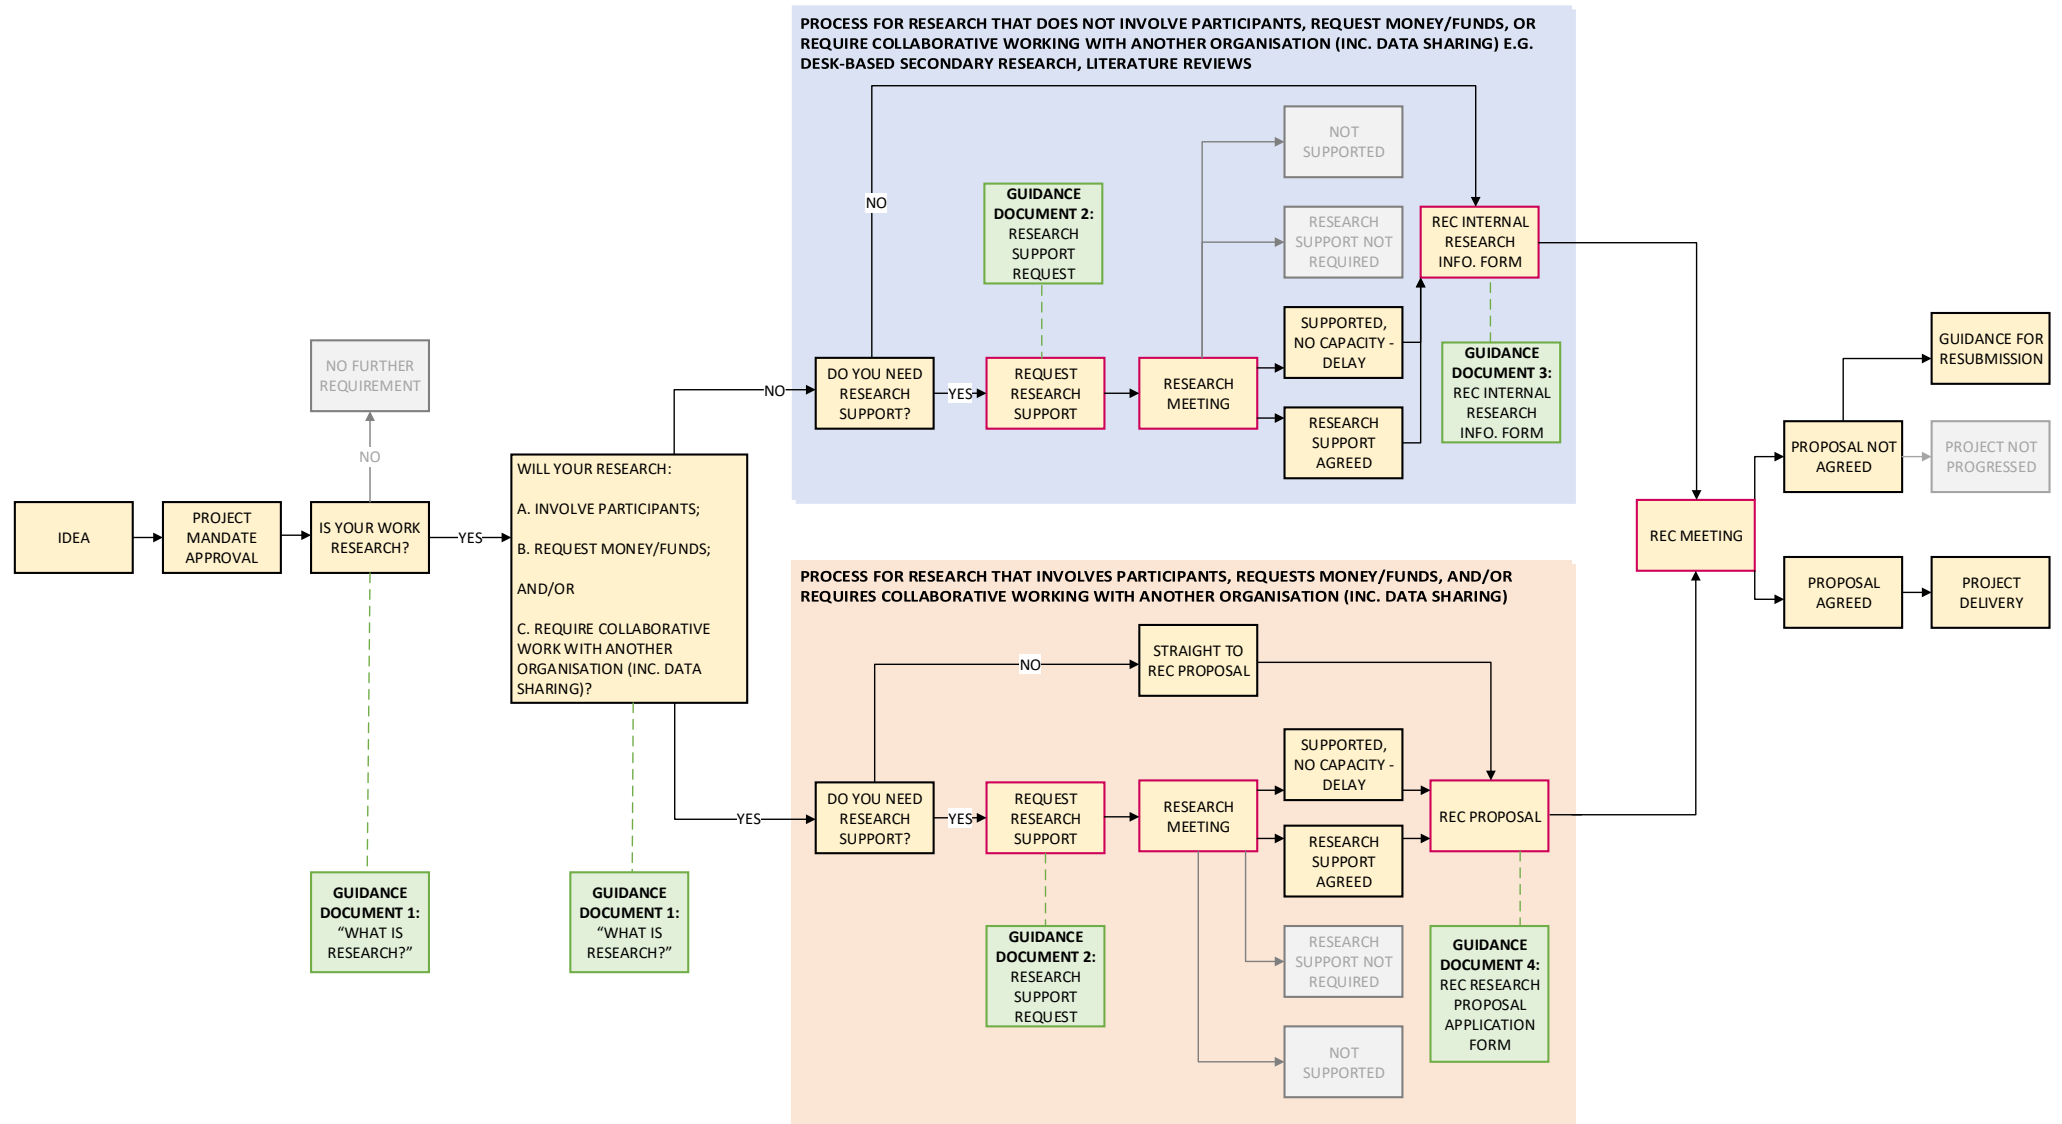 PROCESS FOR RESEARCH THAT DOES NOT INVOLVE PARTICIPANTS, REQUEST MONEY/FUNDS, OR
REQUIRE COLLABORATIVE WORKING WITH ANOTHER ORGANISATION (INC. DATA SHARING) E.G.
DESK-BASED SECONDARY RESEARCH, LITERATURE REVIEWS
IDEA
PROJECT
MANDATE
APPROVAL
IS YOUR WORK
RESEARCH?
NO
NO FURTHER
REQUIREMENT
YES
GUIDANCE
DOCUMENT 1:
“WHAT IS
RESEARCH?”
WILL YOUR RESEARCH:
A. INVOLVE PARTICIPANTS;
B. REQUEST MONEY/FUNDS;
AND/OR
C. REQUIRE COLLABORATIVE
WORK WITH ANOTHER
ORGANISATION (INC. DATA
SHARING)?
GUIDANCE
DOCUMENT 1:
“WHAT IS
RESEARCH?”
NO
DO YOU NEED
RESEARCH
SUPPORT?
NO
YES
REQUEST
RESEARCH
SUPPORT
GUIDANCE
DOCUMENT 2:
RESEARCH
SUPPORT
REQUEST
RESEARCH
MEETING
NOT
SUPPORTED
RESEARCH
SUPPORT NOT
REQUIRED
SUPPORTED,
NO CAPACITY -
DELAY
RESEARCH
SUPPORT
AGREED
REC INTERNAL
RESEARCH
INFO. FORM
GUIDANCE
DOCUMENT 3:
REC INTERNAL
RESEARCH
INFO. FORM
PROCESS FOR RESEARCH THAT INVOLVES PARTICIPANTS, REQUESTS MONEY/FUNDS, AND/OR
REQUIRES COLLABORATIVE WORKING WITH ANOTHER ORGANISATION (INC. DATA SHARING)
YES
DO YOU NEED
RESEARCH
SUPPORT?
NO
STRAIGHT TO
REC PROPOSAL
YES
REQUEST
RESEARCH
SUPPORT
GUIDANCE
DOCUMENT 2:
RESEARCH
SUPPORT
REQUEST
RESEARCH
MEETING
SUPPORTED,
NO CAPACITY -
DELAY
RESEARCH
SUPPORT
AGREED
RESEARCH
SUPPORT NOT
REQUIRED
NOT
SUPPORTED
REC PROPOSAL
GUIDANCE
DOCUMENT 4:
REC RESEARCH
PROPOSAL
APPLICATION
FORM
REC MEETING
PROPOSAL NOT
AGREED
GUIDANCE FOR
RESUBMISSION
PROJECT NOT
PROGRESSED
PROPOSAL
AGREED
PROJECT
DELIVERY